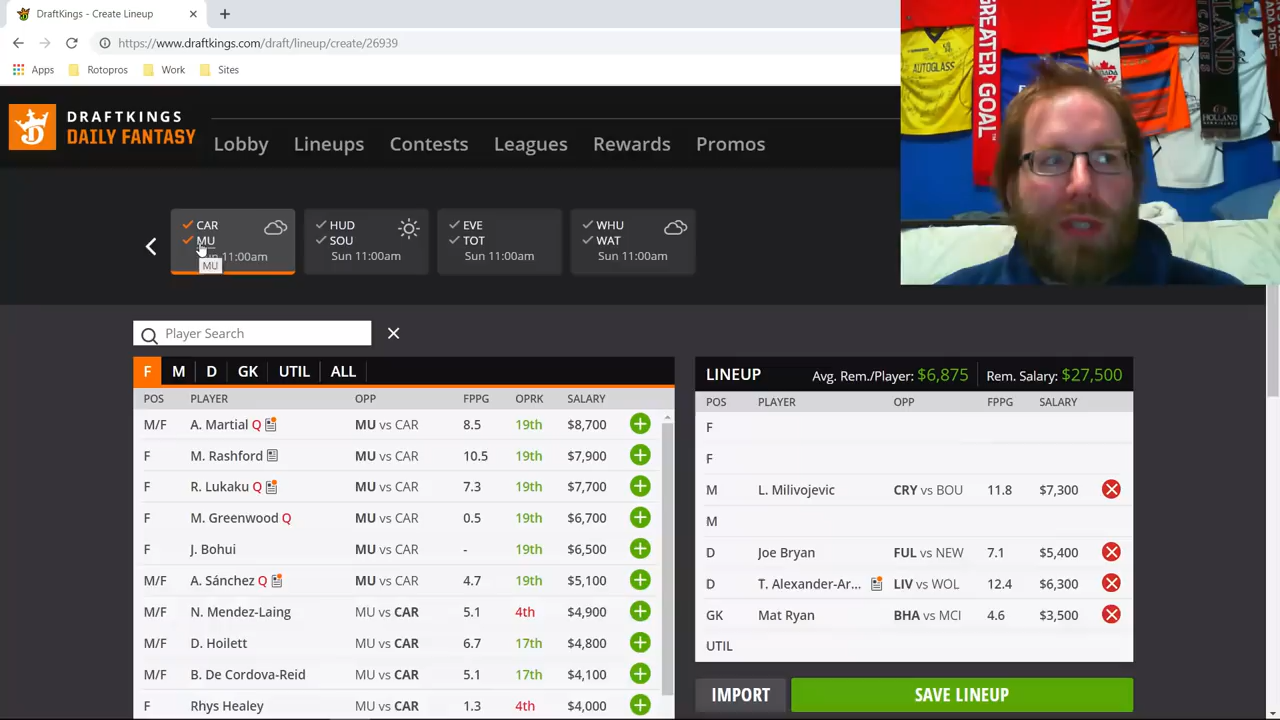 DraftKings - Create Lineup
https://www.draftkings.com/draft/lineup/create/26939
Apps Rotopros Work Sites
DRAFTKINGS
DAILY FANTASY
Lobby Lineups Contests Leagues Rewards Promos
CAR
MU
Sun 11:00am
MU
HUD
SOU
Sun 11:00am
EVE
TOT
Sun 11:00am
WHU
WAT
Sun 11:00am
Player Search
F M D GK UTIL ALL
POS PLAYER OPP FPPG OPRK SALARY
M/F A. Martial Q MU vs CAR 8.5 19th $8,700
F M. Rashford MU vs CAR 10.5 19th $7,900
F R. Lukaku Q MU vs CAR 7.3 19th $7,700
F M. Greenwood Q MU vs CAR 0.5 19th $6,700
F J. Bohui MU vs CAR - 19th $6,500
M/F A. Sánchez Q MU vs CAR 4.7 19th $5,100
M/F N. Mendez-Laing MU vs CAR 5.1 4th $4,900
M/F D. Hoilett MU vs CAR 6.7 17th $4,800
M/F B. De Cordova-Reid MU vs CAR 5.1 17th $4,100
F Rhys Healey MU vs CAR 1.3 4th $4,000
LINEUP Avg. Rem./Player: $6,875 Rem. Salary: $27,500
POS PLAYER OPP FPPG SALARY
F
F
M L. Milivojevic CRY vs BOU 11.8 $7,300
M
D Joe Bryan FUL vs NEW 7.1 $5,400
D T. Alexander-Ar... LIV vs WOL 12.4 $6,300
GK Mat Ryan BHA vs MCI 4.6 $3,500
UTIL
IMPORT SAVE LINEUP
GREATER GOAL
AUTOGLASS
CANADA 2015
HOLLAND